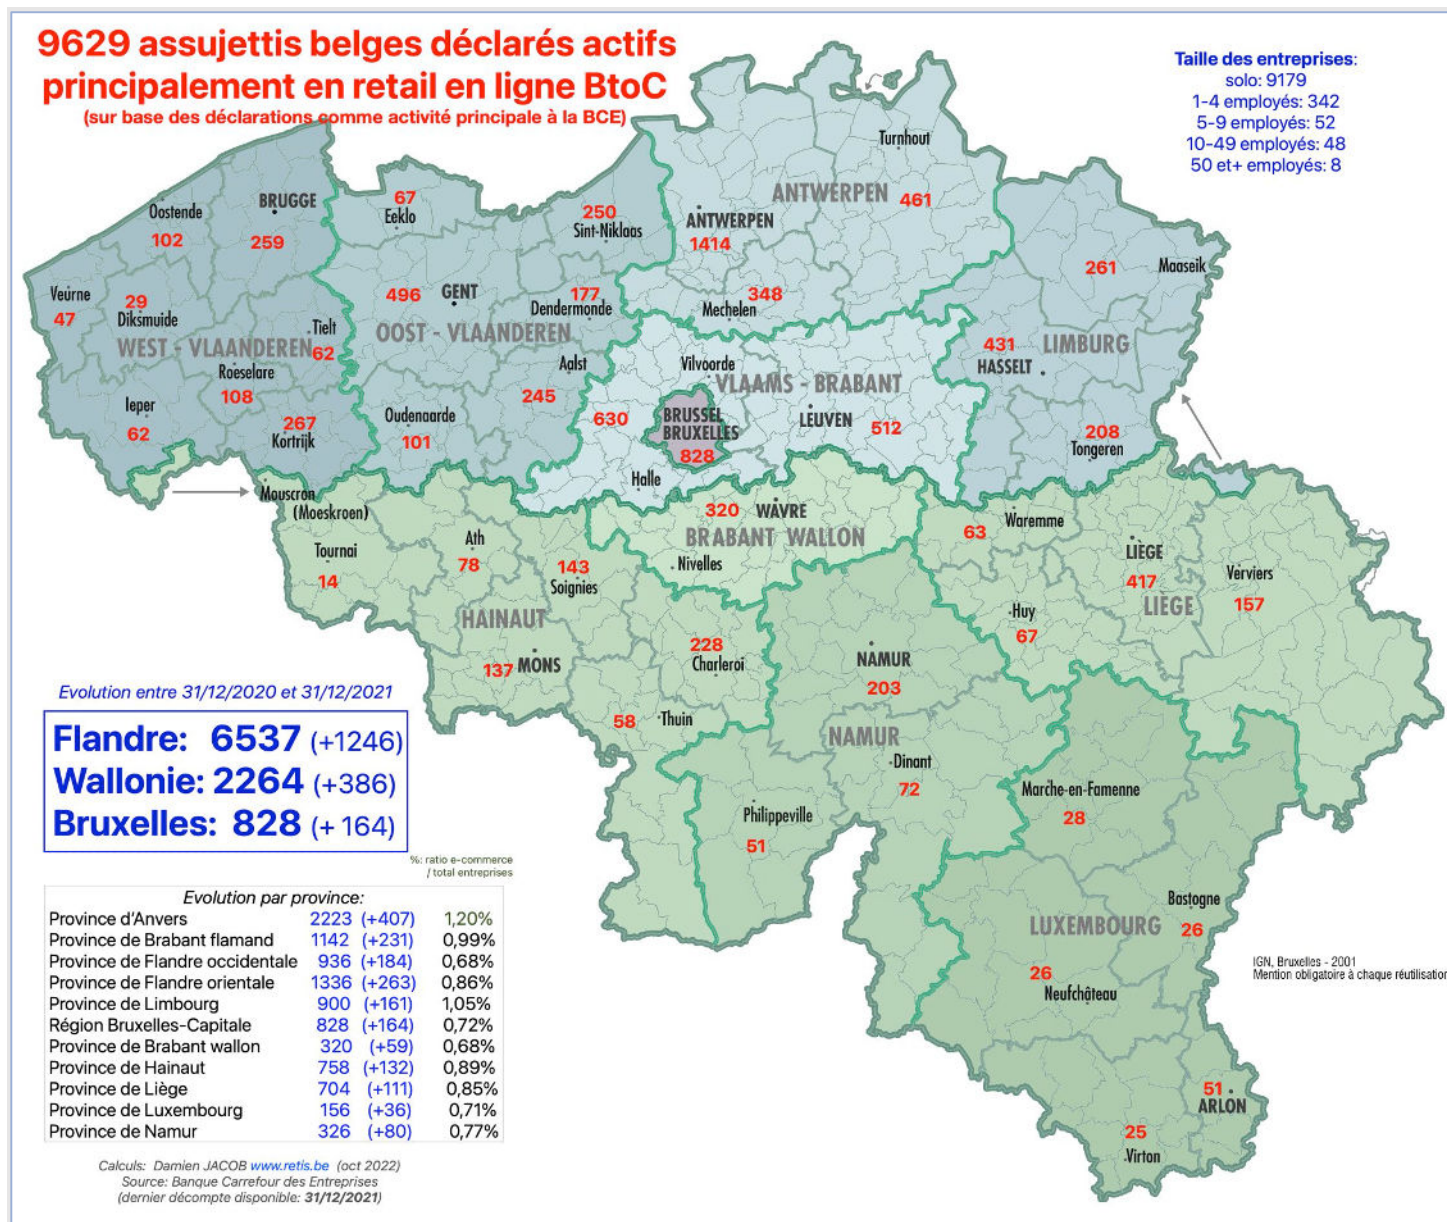 9629 assujettis belges déclarés actifs
principalement en retail en ligne BtoC
(sur base des déclarations comme activité principale à la BCE)
Taille des entreprises:
solo: 9179
1-4 employés: 342
5-9 employés: 52
10-49 employés: 48
50 et+ employés: 8
Turnhout
461
ANTWERPEN
ANTWERPEN
1414
Mechelen
348
67
Eeklo
250
Sint-Niklaas
BRUGGE
259
Oostende
102
Veurne
47
29
Diksmuide
Tielt
62
WEST - VLAANDEREN
Roeselare
108
Ieper
62
267
Kortrijk
496
GENT
177
Dendermonde
OOST - VLAANDEREN
Aalst
245
Oudenaarde
101
Vilvoorde
VLAAMS - BRABANT
630
BRUSSEL
BRUXELLES
828
LEUVEN
512
Halle
261
Maaseik
431
HASSELT
LIMBURG
208
Tongeren
Mouscron
(Moeskroen)
Tournai
14
Ath
78
143
Soignies
HAINAUT
137 MONS
228
Charleroi
58
Thuin
320
WAVRE
BRABANT WALLON
Nivelles
63
Waremme
LIÈGE
417
LIÈGE
Verviers
157
Huy
67
NAMUR
203
NAMUR
Dinant
72
Philippeville
51
Marche-en-Famenne
28
Bastogne
26
LUXEMBOURG
26
Neufchâteau
51
ARLON
25
Virton
IGN, Bruxelles - 2001
Mention obligatoire à chaque réutilisation
Evolution entre 31/12/2020 et 31/12/2021
Flandre: 6537 (+1246)
Wallonie: 2264 (+386)
Bruxelles: 828 (+ 164)
%: ratio e-commerce
/ total entreprises
Evolution par province:
Province d'Anvers 2223 (+407) 1,20%
Province de Brabant flamand 1142 (+231) 0,99%
Province de Flandre occidentale 936 (+184) 0,68%
Province de Flandre orientale 1336 (+263) 0,86%
Province de Limbourg 900 (+161) 1,05%
Région Bruxelles-Capitale 828 (+164) 0,72%
Province de Brabant wallon 320 (+59) 0,68%
Province de Hainaut 758 (+132) 0,89%
Province de Liège 704 (+111) 0,85%
Province de Luxembourg 156 (+36) 0,71%
Province de Namur 326 (+80) 0,77%
Calculs: Damien JACOB www.retis.be (oct 2022)
Source: Banque Carrefour des Entreprises
(dernier décompte disponible: 31/12/2021)